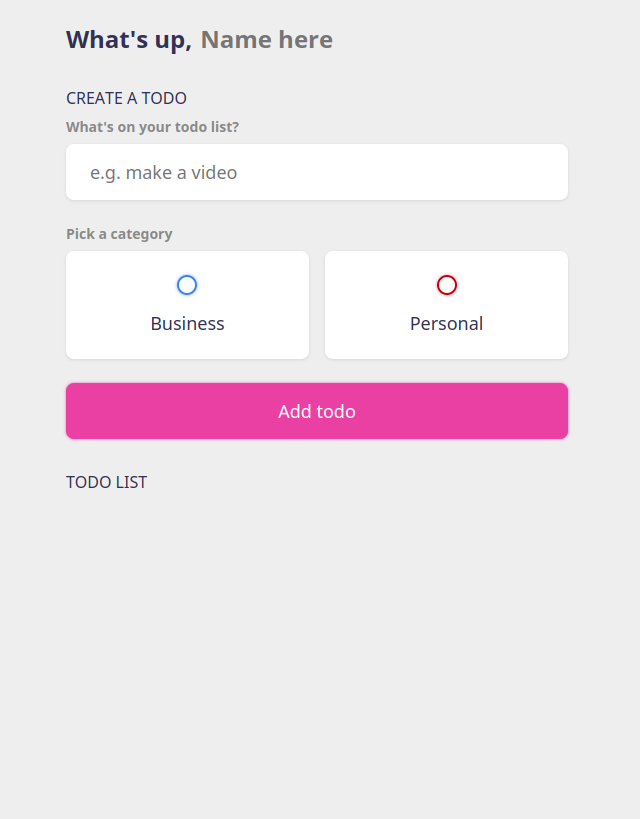 What's up, Name here
CREATE A TODO
What's on your todo list?
e.g. make a video
Pick a category
Business Personal
Add todo
TODO LIST